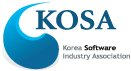 KOSA
Korea Software
Industry Association